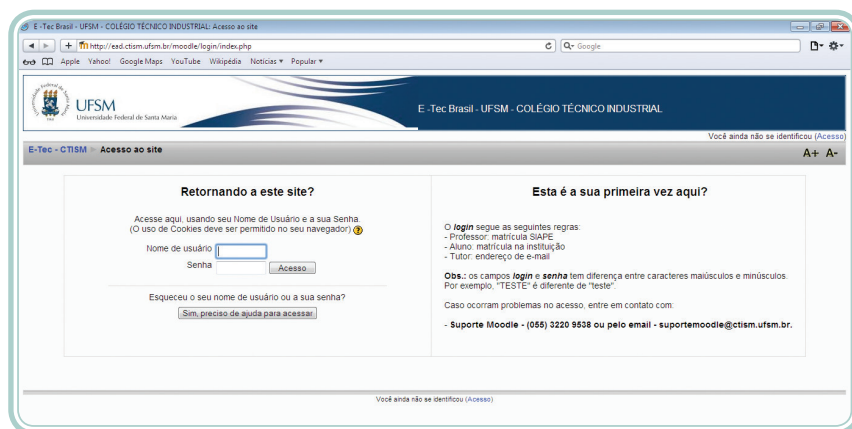 E -Tec Brasil - UFSM - COLÉGIO TÉCNICO INDUSTRIAL: Acesso ao site
http://ead.ctism.ufsm.br/moodle/login/index.php
Google
Apple Yahoo! Google Maps YouTube Wikipédia Notícias Popular
UFSM
Universidade Federal de Santa Maria
E -Tec Brasil - UFSM - COLÉGIO TÉCNICO INDUSTRIAL
Você ainda não se identificou (Acesso)
E-Tec - CTISM Acesso ao site
A+ A-
Retornando a este site?
Acesse aqui, usando seu Nome de Usuário e a sua Senha.
(O uso de Cookies deve ser permitido no seu navegador) ?
Nome de usuário
Senha Acesso
Esqueceu o seu nome de usuário ou a sua senha?
Sim, preciso de ajuda para acessar
Esta é a sua primeira vez aqui?
O login segue as seguintes regras:
- Professor: matrícula SIAPE
- Aluno: matrícula na instituição
- Tutor: endereço de e-mail
Obs.: os campos login e senha tem diferença entre caracteres maiúsculos e minúsculos.
Por exemplo, "TESTE" é diferente de "teste".
Caso ocorram problemas no acesso, entre em contato com:
- Suporte Moodle - (055) 3220 9538 ou pelo email - suportemoodle@ctism.ufsm.br.
Você ainda não se identificou (Acesso)